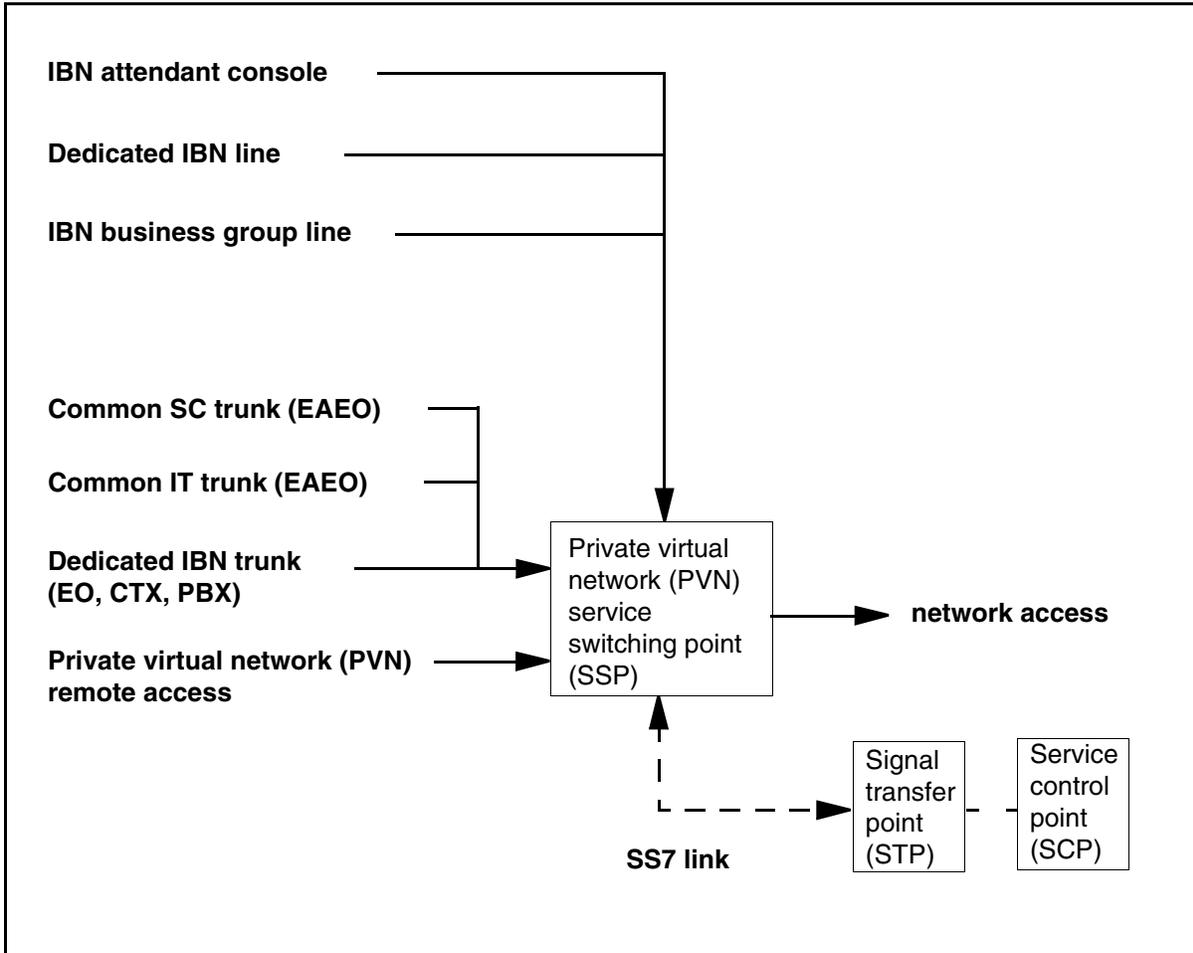 IBN attendant console
Dedicated IBN line
IBN business group line
Common SC trunk (EAEO)
Common IT trunk (EAEO)
Dedicated IBN trunk
(EO, CTX, PBX)
Private virtual network (PVN)
remote access
Private virtual
network (PVN)
service
switching point
(SSP)
network access
Signal
transfer
point
(STP)
Service
control
point
(SCP)
SS7 link